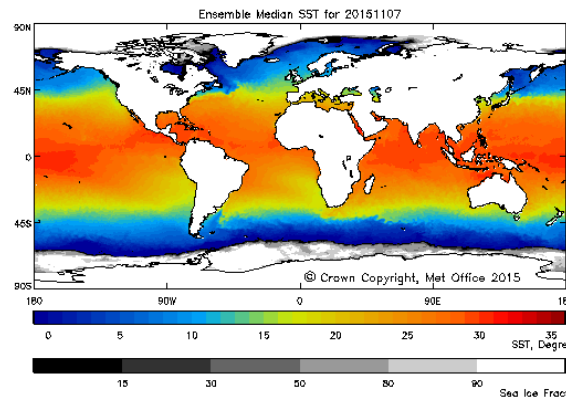 Ensemble Median SST for 20151107
90N
45N
0
45S
90S
© Crown Copyright, Met Office 2015
180 90W 0 90E 18
0 5 10 15 20 25 30 35
SST, Degre
15 30 50 80 90
Sea Ice Frac